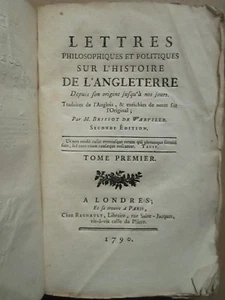 LETTRES
PHILOSOPHIQUES ET POLITIQUES
SUR L'HISTOIRE
DE L'ANGLETERRE
Depuis son origine jusqu'à nos jours.
Traduites de l'Anglois, & enrichies de notes sur
l'Original;
Par M. BRISSOT DE WARVILLE.
SECONDE ÉDITION.
TOME PREMIER.
A LONDRES;
Et se trouve A PARIS,
Chez REGNAULT, Libraire, rue Saint-Jacques,
vis-à-vis celle du Plâtre.
1790.